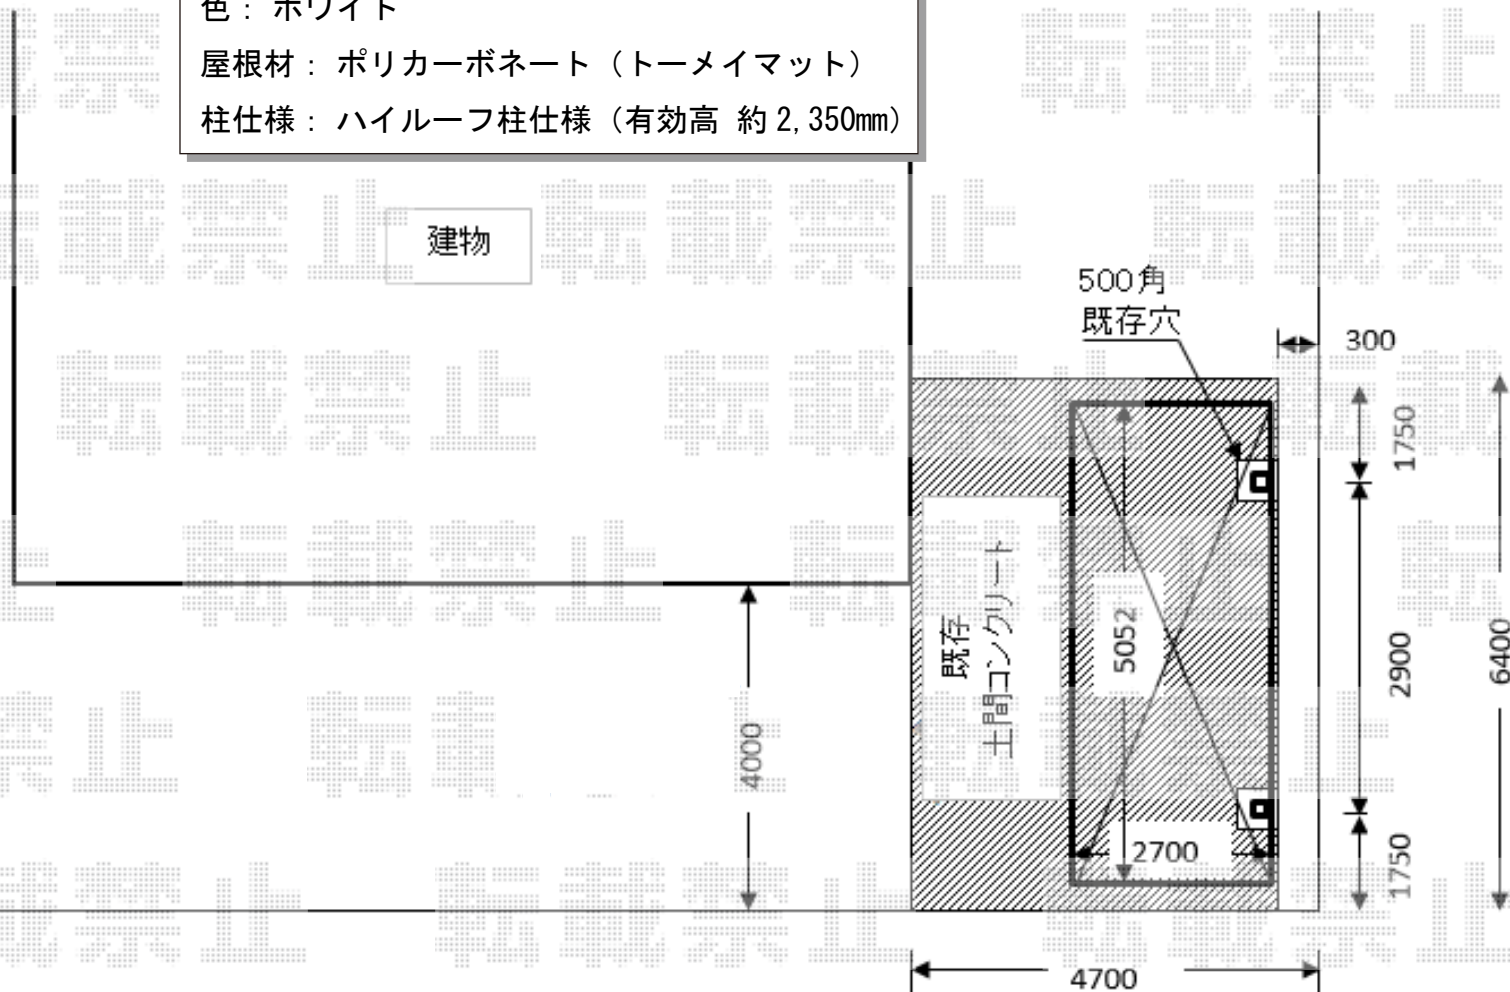 色： ホワイト
屋根材： ポリカーボネート（トーメイマット）
柱仕様： ハイルーフ柱仕様（有効高 約2,350mm）
転載禁止
建物
500角
既存穴
300
1750
2900
6400
1750
5052
2700
既存
土間コンクリート
4000
4700